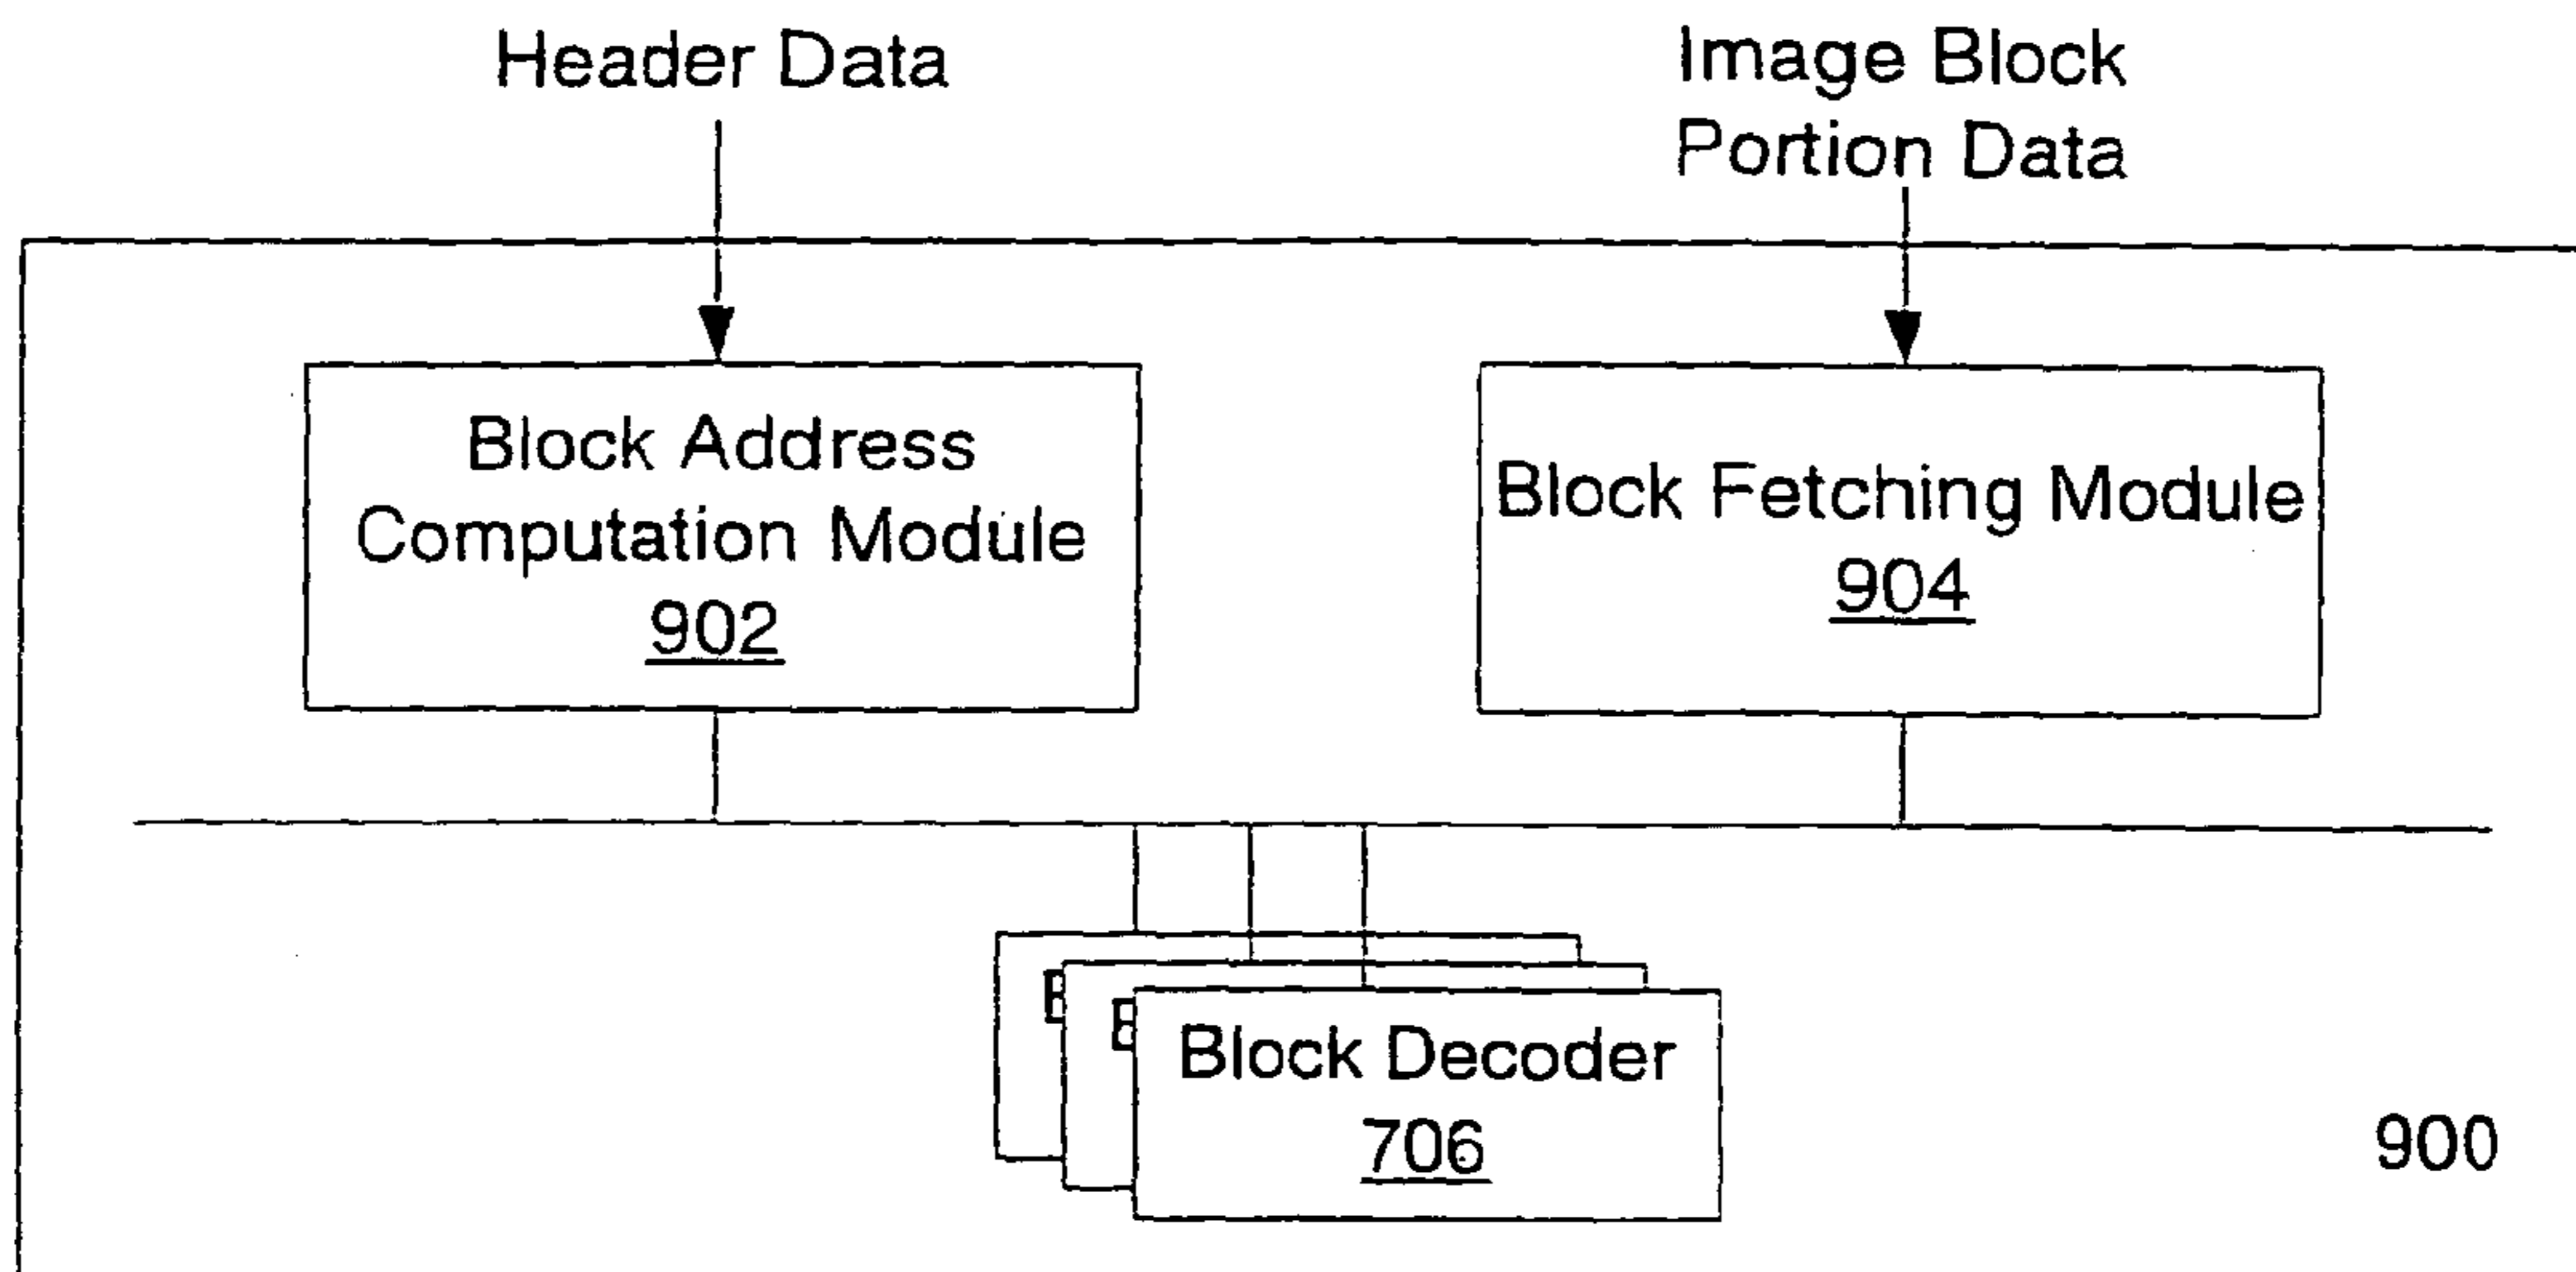 Header Data
Image Block
Portion Data
Block Address
Computation Module
902
Block Fetching Module
904
Block Decoder
706
900